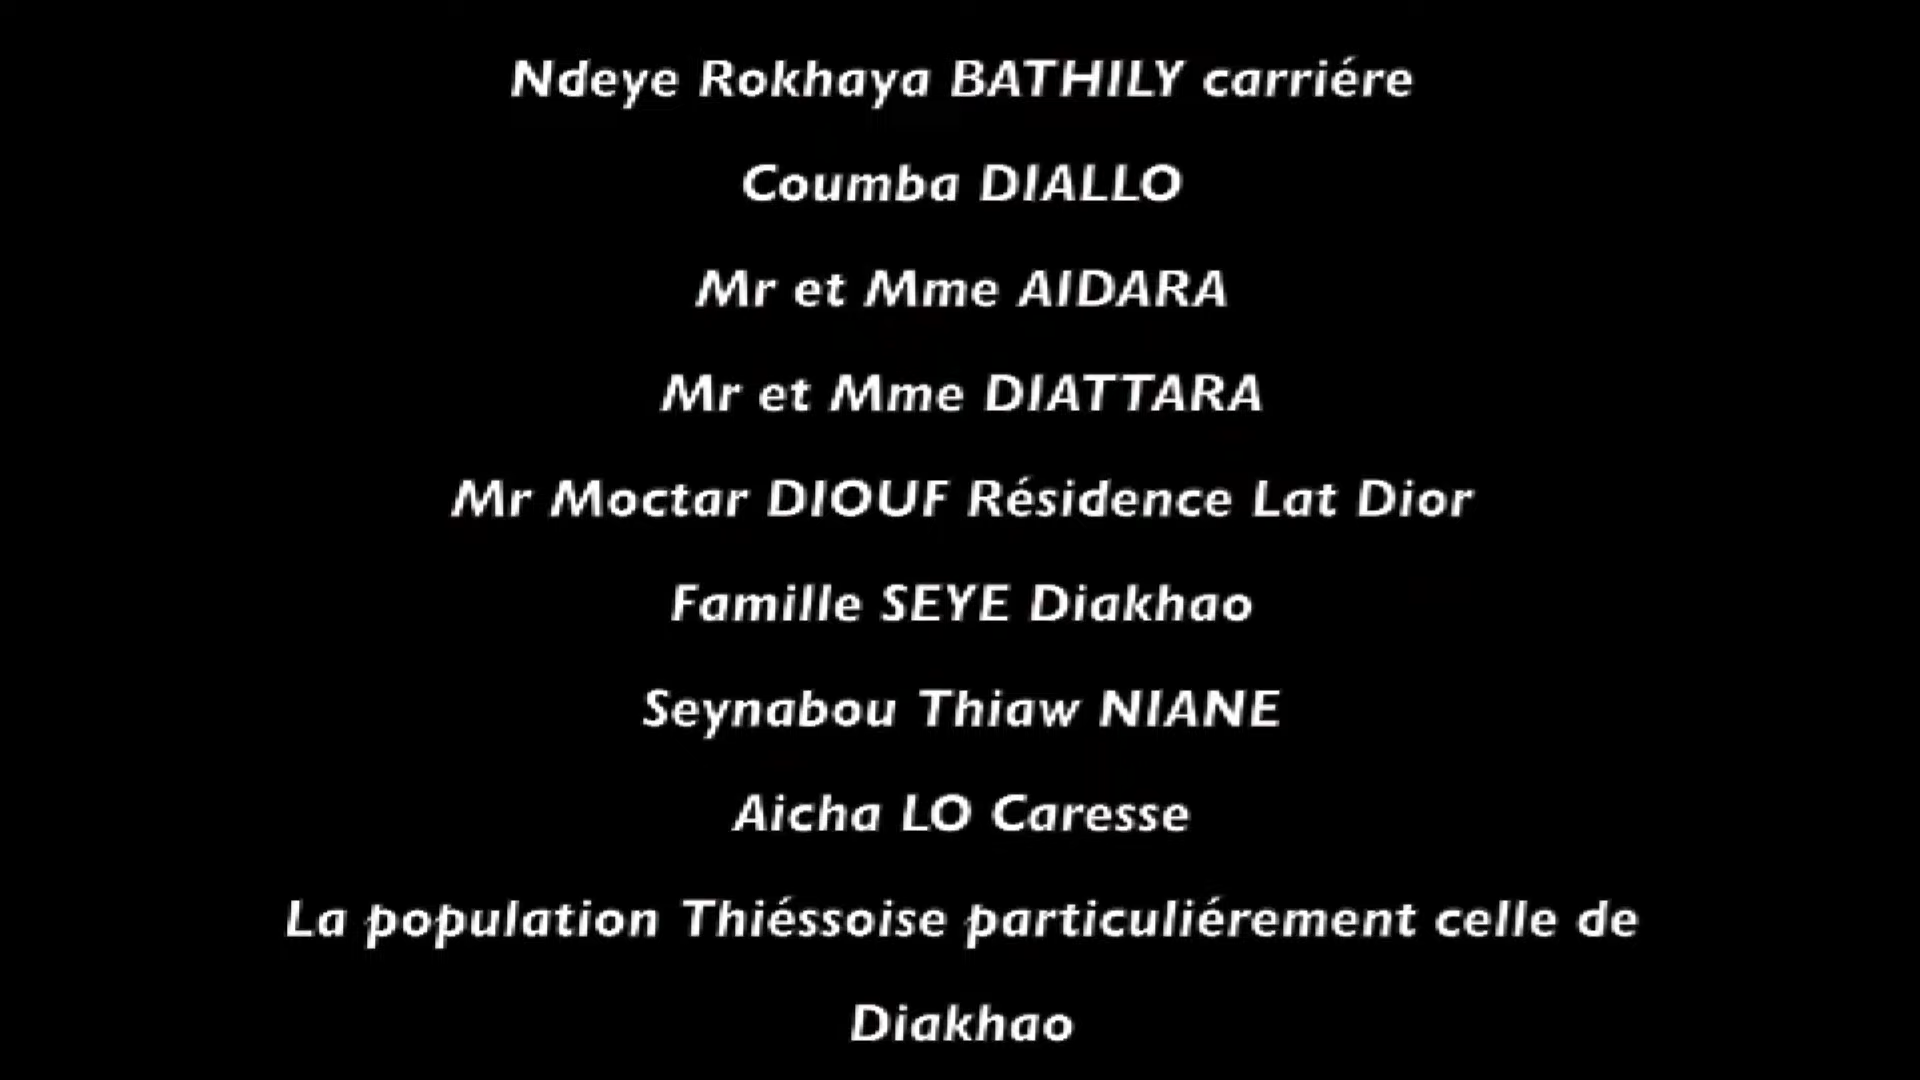 Ndeye Rokhaya BATHILY carriére
Coumba DIALLO
Mr et Mme AIDARA
Mr et Mme DIATTARA
Mr Moctar DIOUF Résidence Lat Dior
Famille SEYE Diakhao
Seynabou Thiaw NIANE
Aicha LO Caresse
La population Thiéssoise particuliérement celle de
Diakhao